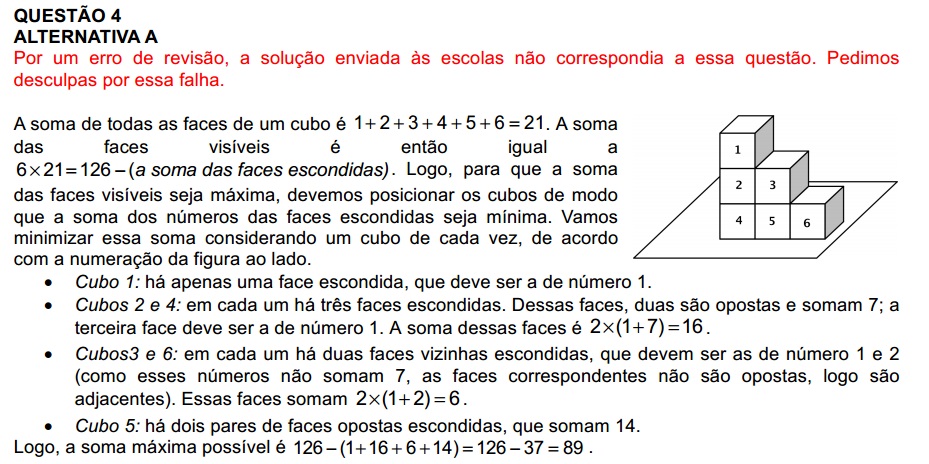 QUESTÃO 4
ALTERNATIVA A
Por um erro de revisão, a solução enviada às escolas não correspondia a essa questão. Pedimos
desculpas por essa falha.
A soma de todas as faces de um cubo é 1+2+3+4+5+6=21. A soma
das faces visíveis é então igual a
6×21=126–(a soma das faces escondidas). Logo, para que a soma
das faces visíveis seja máxima, devemos posicionar os cubos de modo
que a soma dos números das faces escondidas seja mínima. Vamos
minimizar essa soma considerando um cubo de cada vez, de acordo
com a numeração da figura ao lado.
1
2 3
4 5 6
• Cubo 1: há apenas uma face escondida, que deve ser a de número 1.
• Cubos 2 e 4: em cada um há três faces escondidas. Dessas faces, duas são opostas e somam 7; a
terceira face deve ser a de número 1. A soma dessas faces é 2×(1+7)=16.
• Cubos3 e 6: em cada um há duas faces vizinhas escondidas, que devem ser as de número 1 e 2
(como esses números não somam 7, as faces correspondentes não são opostas, logo são
adjacentes). Essas faces somam 2×(1+2)=6.
• Cubo 5: há dois pares de faces opostas escondidas, que somam 14.
Logo, a soma máxima possível é 126–(1+16+6+14)=126–37=89.